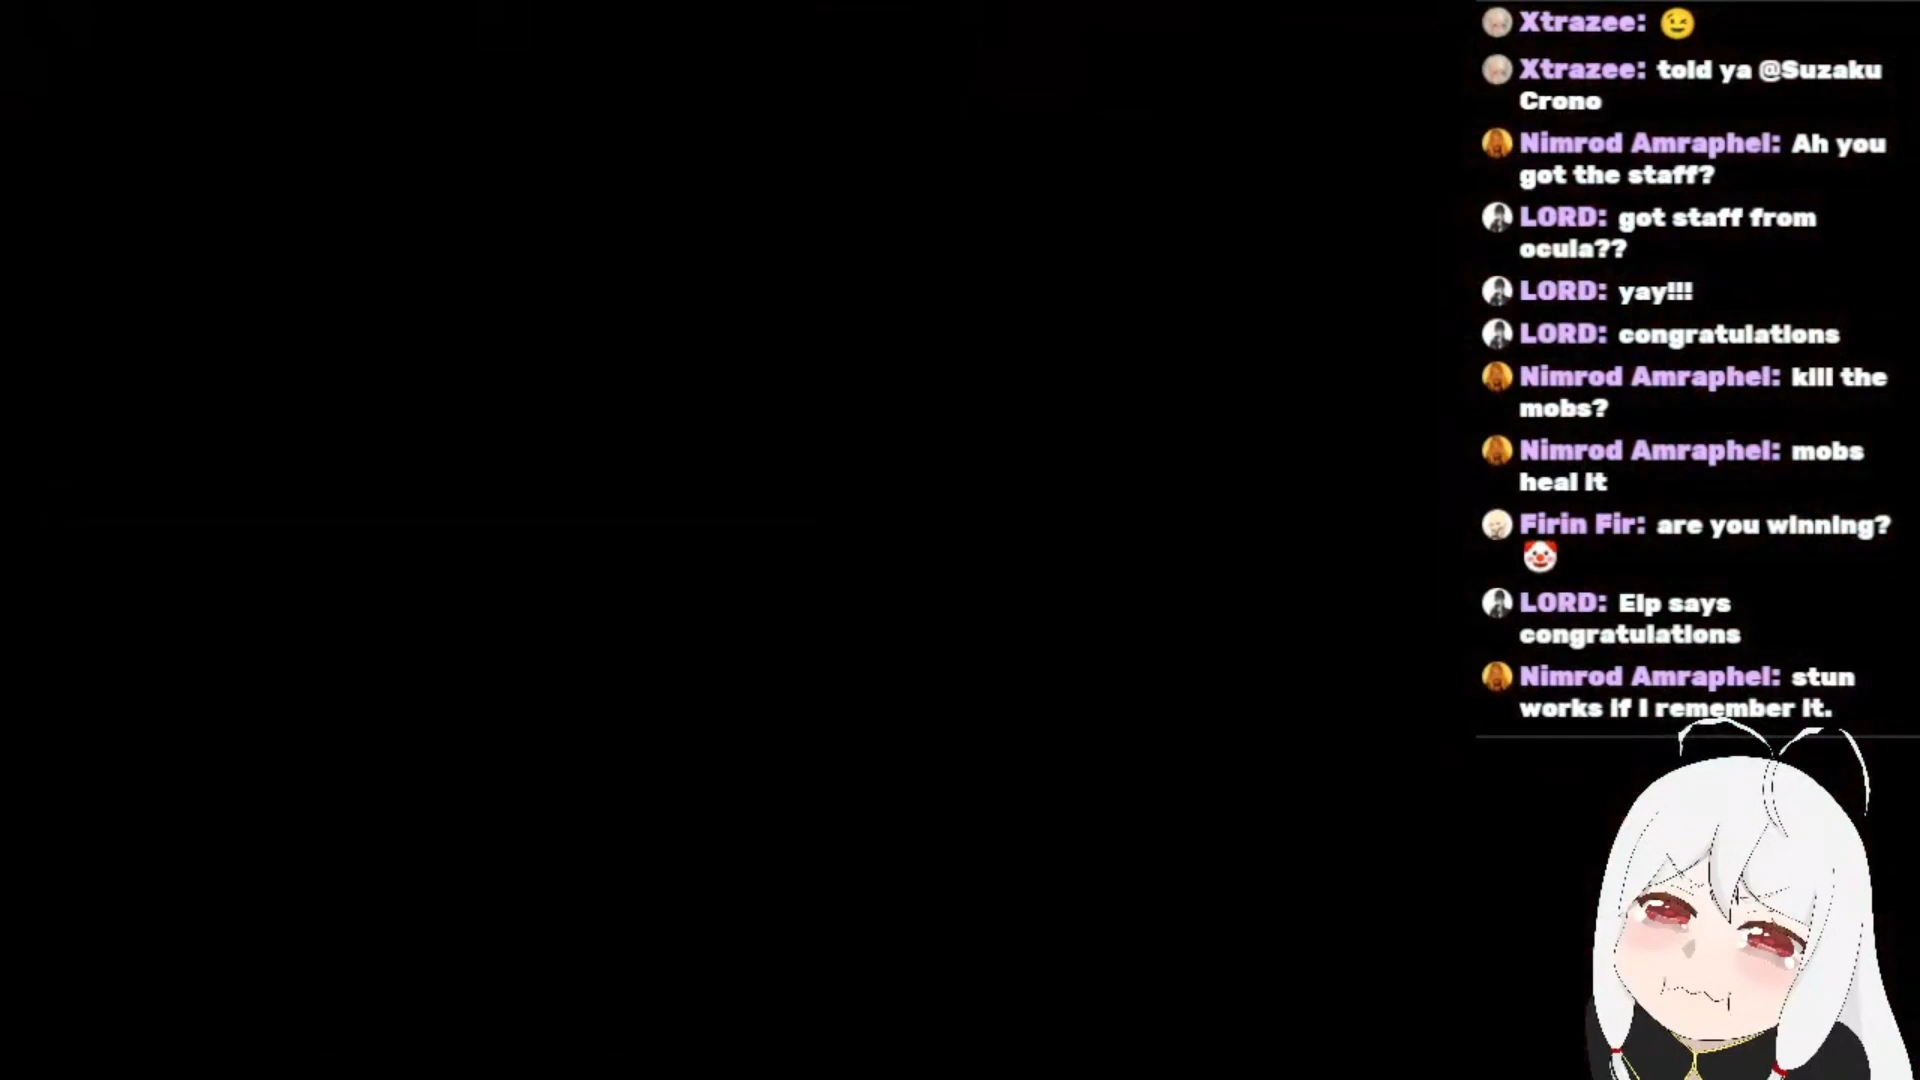 Xtrazee: 😉
Xtrazee: told ya @Suzaku
Crono
Nimrod Amraphel: Ah you
got the staff?
LORD: got staff from
ocula??
LORD: yay!!!
LORD: congratulations
Nimrod Amraphel: kill the
mobs?
Nimrod Amraphel: mobs
heal it
Firin Fir: are you winning?
🤡
LORD: Elp says
congratulations
Nimrod Amraphel: stun
works if I remember it.